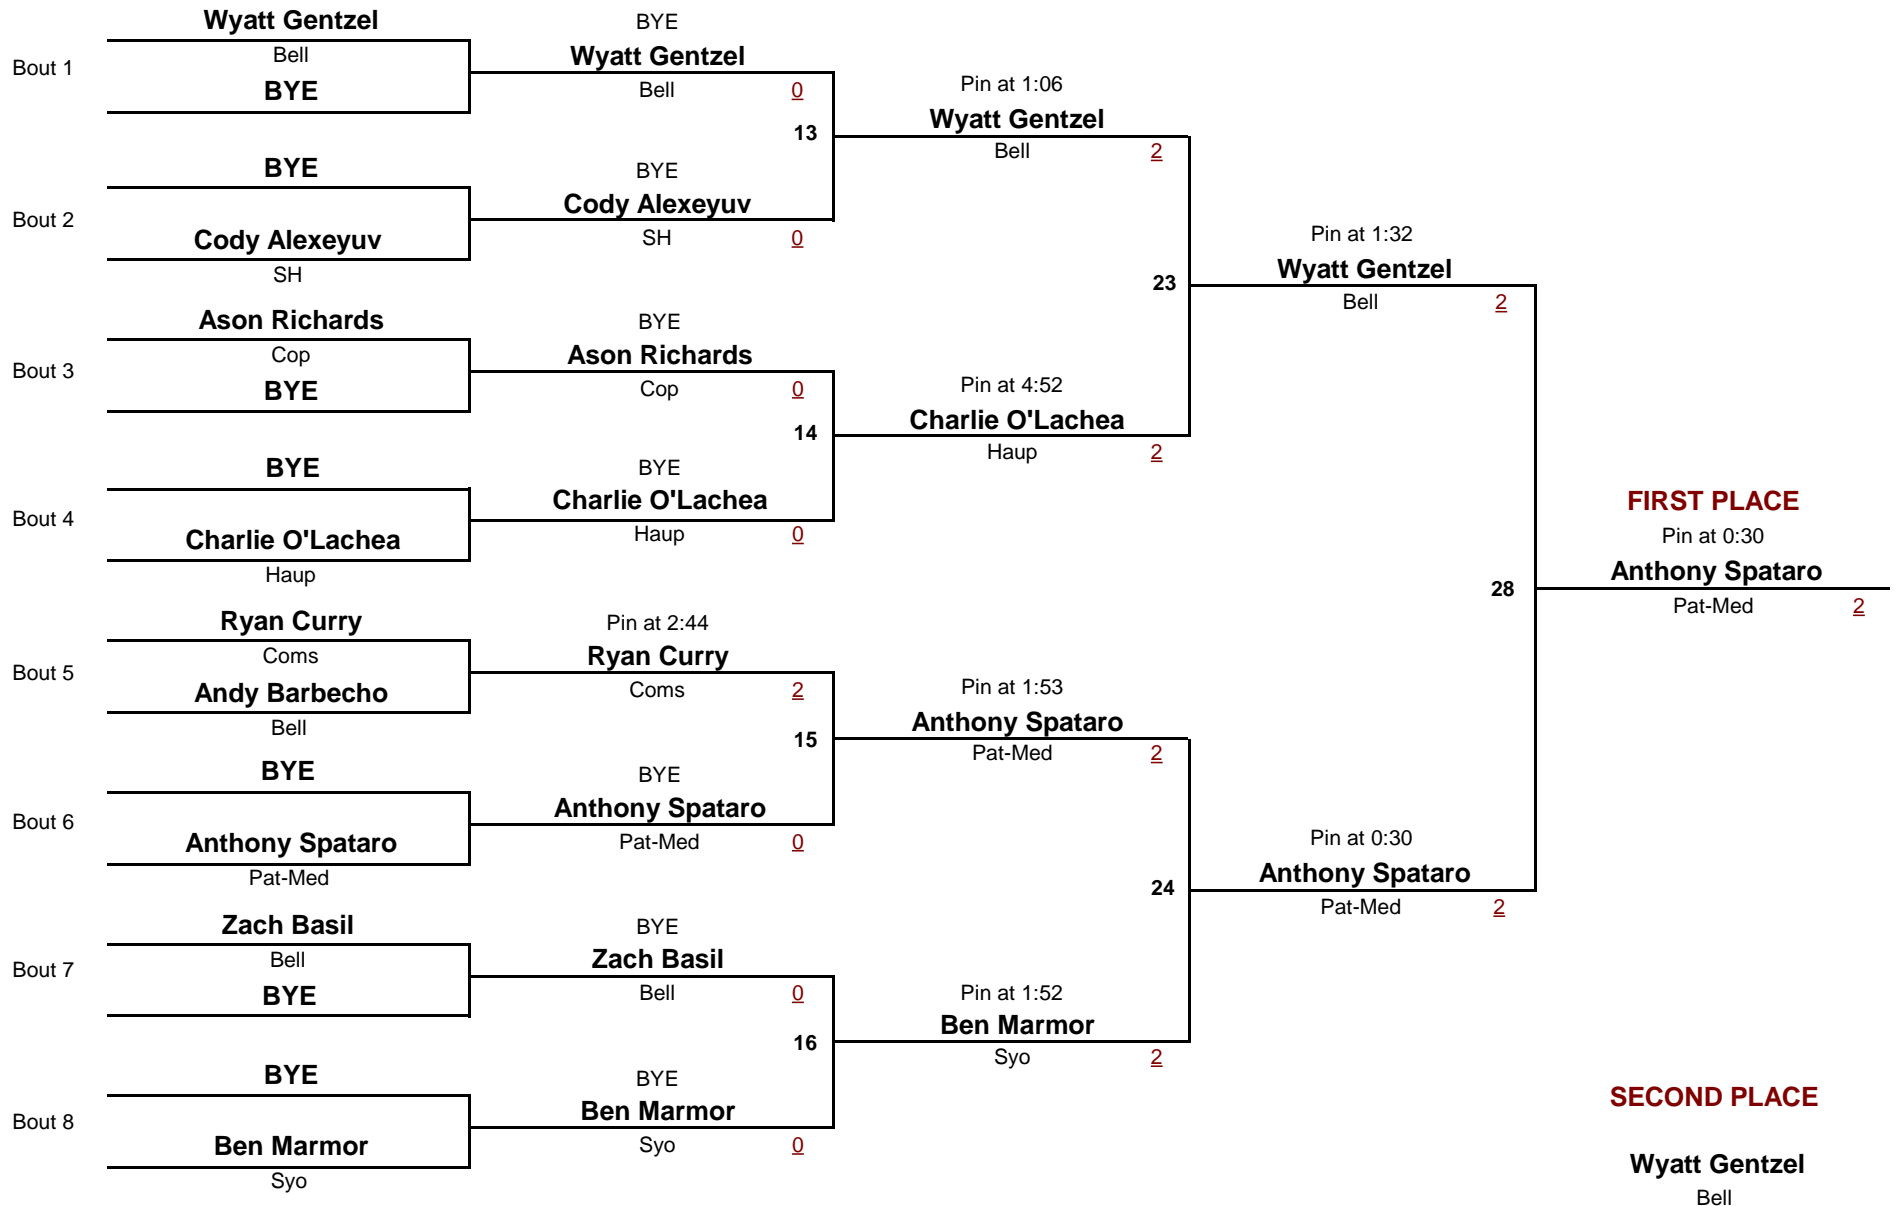 Wyatt Gentzel
Bell
Bout 1
BYE
BYE
Wyatt Gentzel
Bell
0
13
BYE
Bout 2
Cody Alexeyuv
SH
BYE
Cody Alexeyuv
SH
0
Pin at 1:06
Wyatt Gentzel
Bell
2
Ason Richards
Cop
Bout 3
BYE
BYE
Ason Richards
Cop
0
14
BYE
Bout 4
Charlie O'Lachea
Haup
BYE
Charlie O'Lachea
Haup
0
Pin at 4:52
Charlie O'Lachea
Haup
2
23
Pin at 1:32
Wyatt Gentzel
Bell
2
Ryan Curry
Coms
Bout 5
Andy Barbecho
Bell
Pin at 2:44
Ryan Curry
Coms
2
15
BYE
Bout 6
Anthony Spataro
Pat-Med
BYE
Anthony Spataro
Pat-Med
0
Pin at 1:53
Anthony Spataro
Pat-Med
2
Zach Basil
Bell
Bout 7
BYE
BYE
Zach Basil
Bell
0
16
BYE
Bout 8
Ben Marmor
Syo
BYE
Ben Marmor
Syo
0
Pin at 1:52
Ben Marmor
Syo
2
24
Pin at 0:30
Anthony Spataro
Pat-Med
2
28
FIRST PLACE
Pin at 0:30
Anthony Spataro
Pat-Med
2
SECOND PLACE
Wyatt Gentzel
Bell